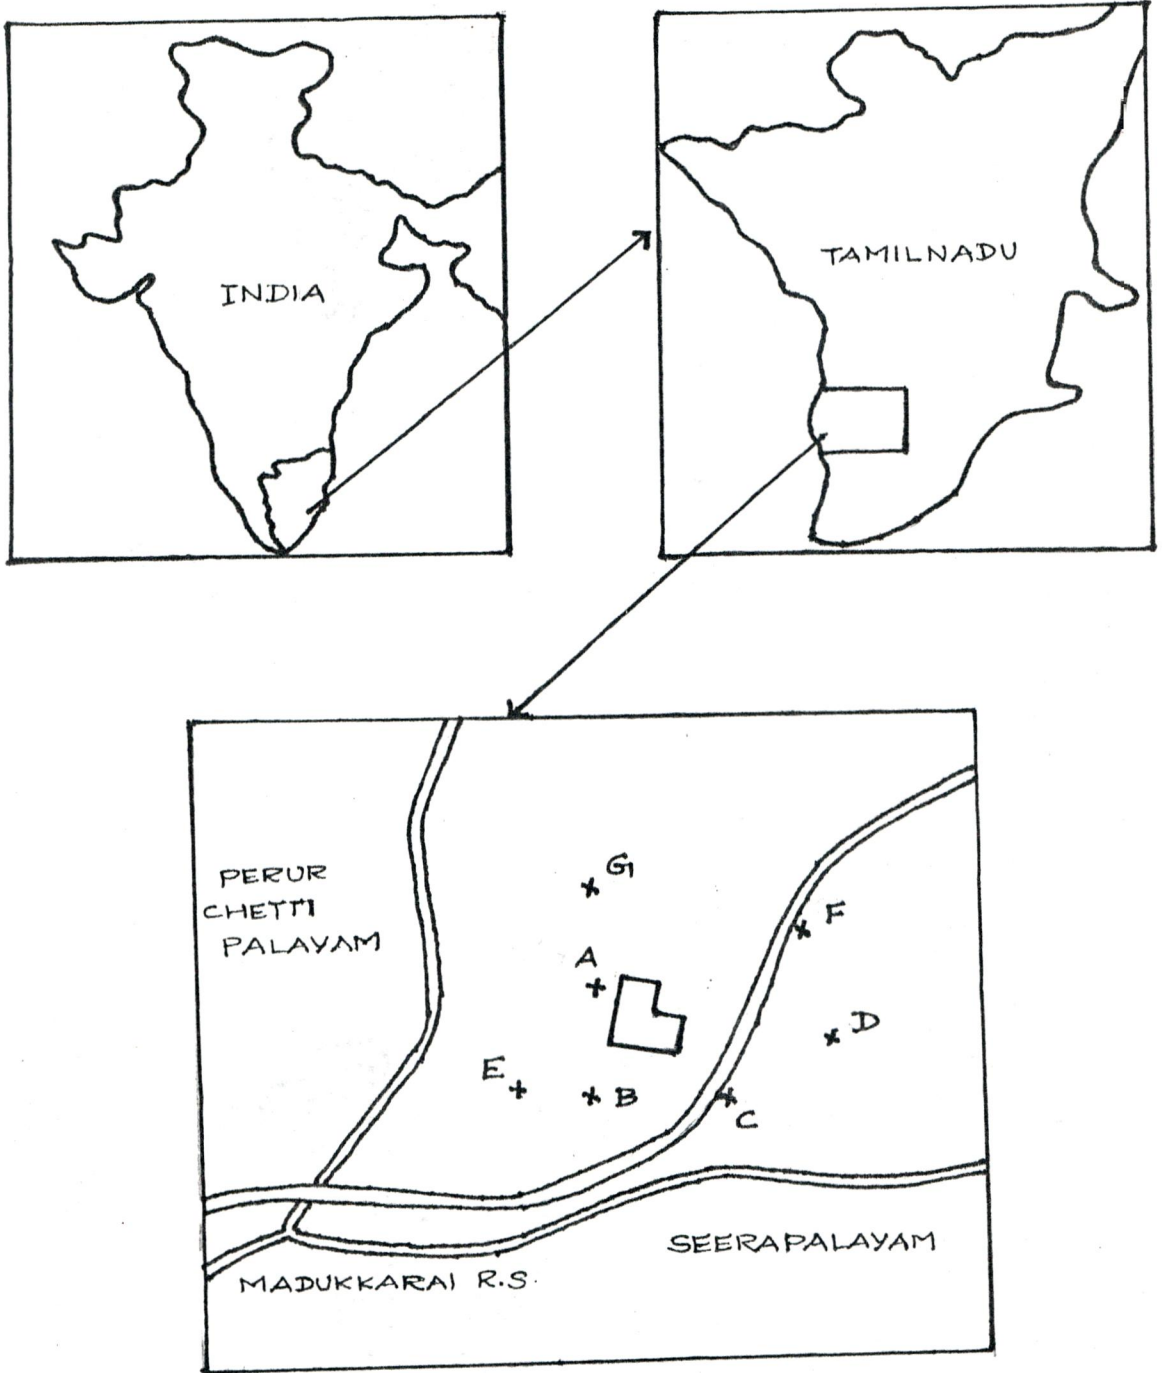 INDIA
TAMILNADU
PERUR
CHETTI
PALAYAM
G
A
F
D
E
B
C
SEERAPALAYAM
MADUKKARAI R.S.